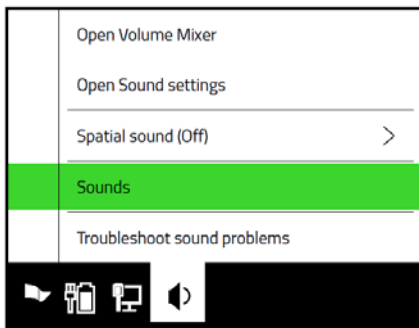 Open Volume Mixer
Open Sound settings
Spatial sound (Off)
Sounds
Troubleshoot sound problems